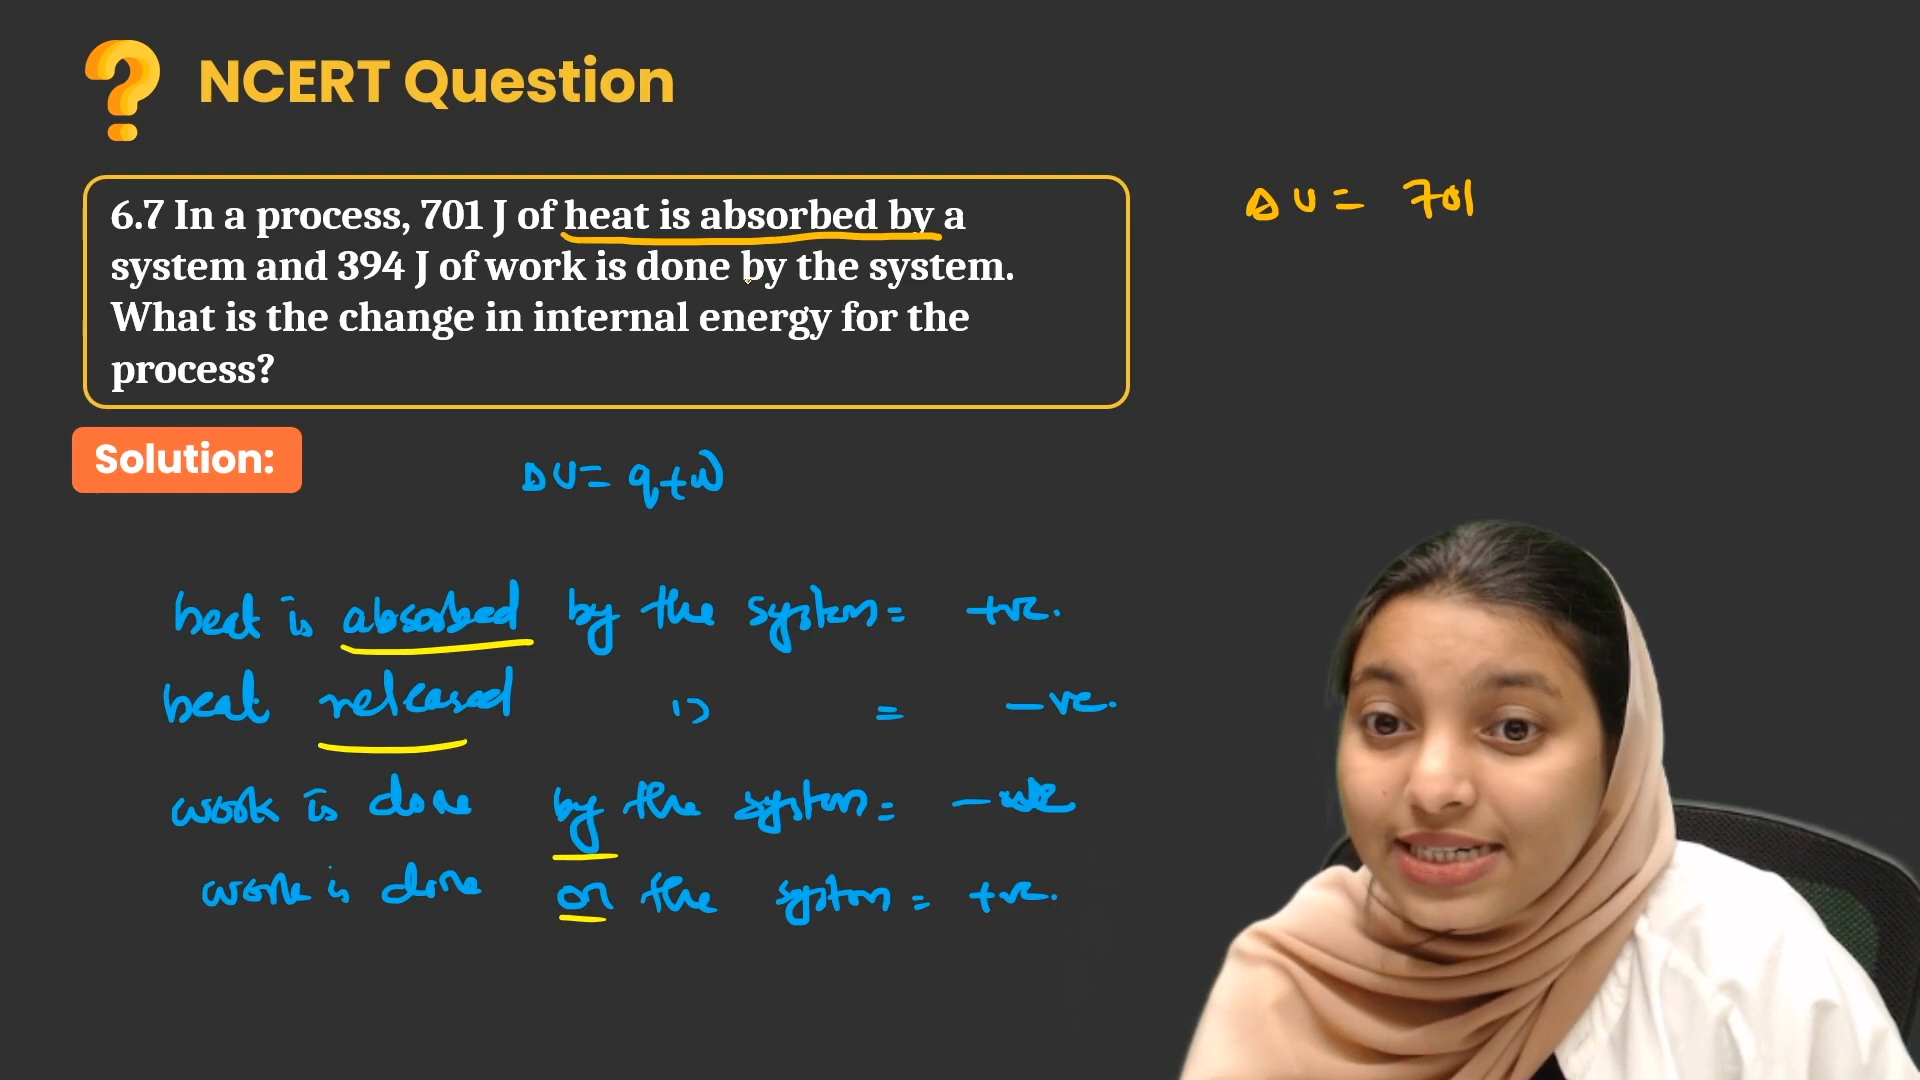 NCERT Question
6.7 In a process, 701 J of heat is absorbed by a
system and 394 J of work is done by the system.
What is the change in internal energy for the
process?
ΔU = 701
Solution:
ΔU = q+w
heat is absorbed by the system = +ve.
heat released " = -ve.
work is done by the system = -ve
work is done on the system = +ve.